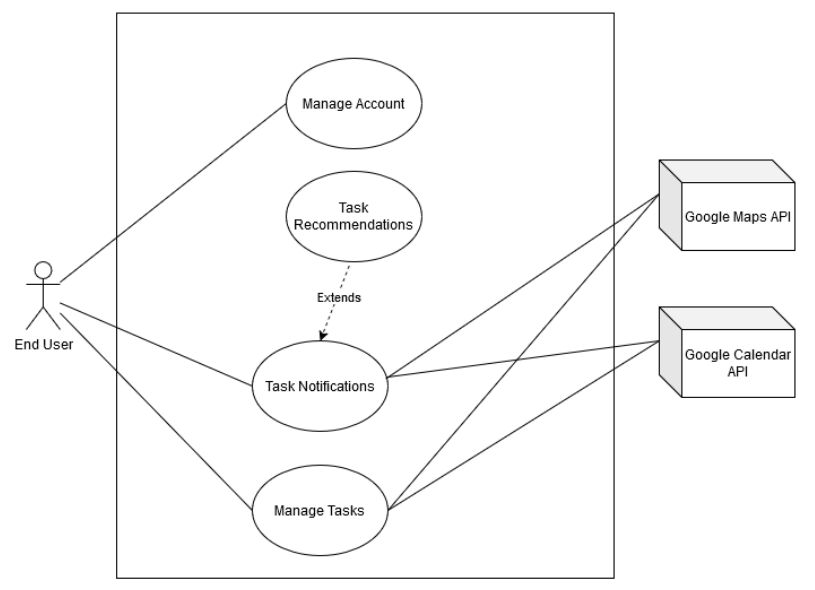 Manage Account
Task
Recommendations
Google Maps API
Extends
End User
Google Calendar
API
Task Notifications
Manage Tasks